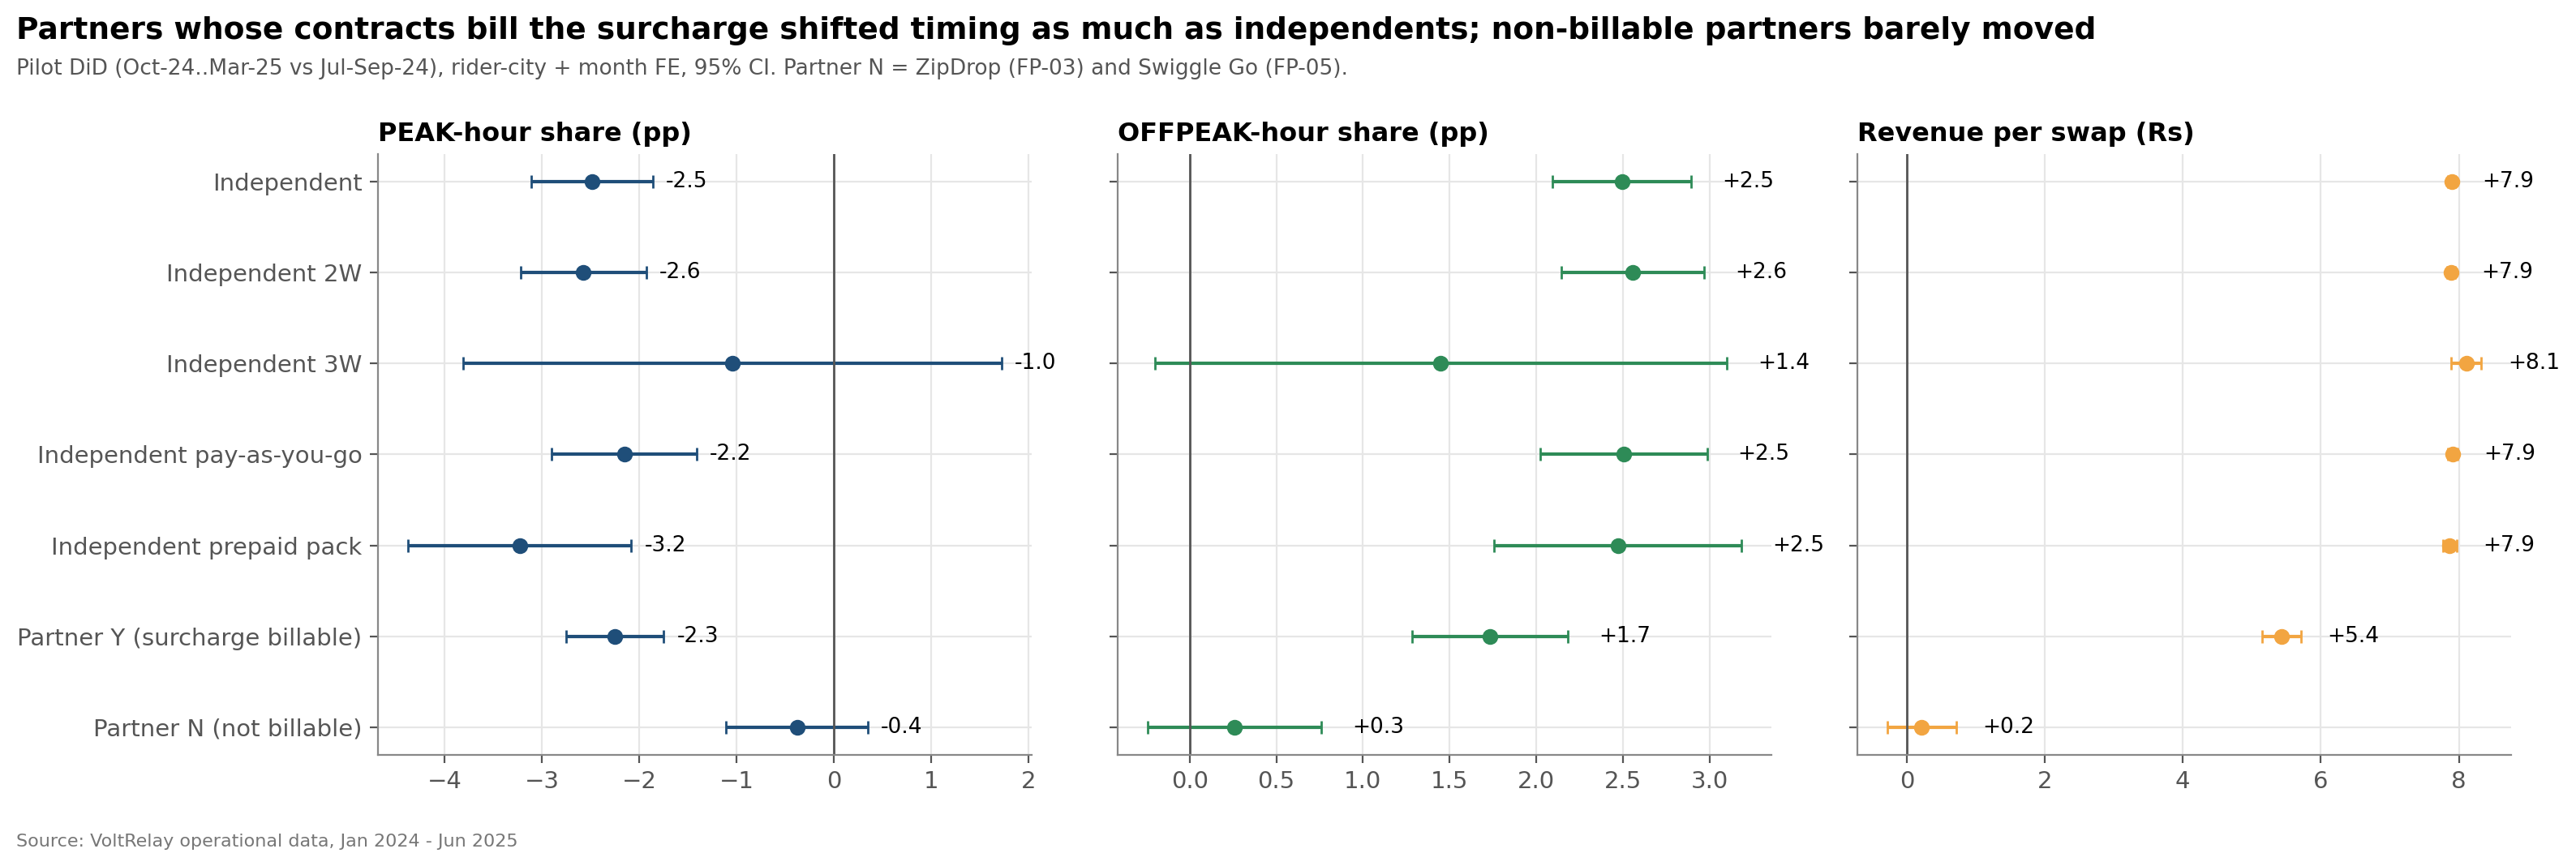 Partners whose contracts bill the surcharge shifted timing as much as independents; non-billable partners barely moved
Pilot DiD (Oct-24..Mar-25 vs Jul-Sep-24), rider-city + month FE, 95% CI. Partner N = ZipDrop (FP-03) and Swiggle Go (FP-05).
PEAK-hour share (pp)
OFFPEAK-hour share (pp)
Revenue per swap (Rs)
Independent
-2.5
+2.5
+7.9
Independent 2W
-2.6
+2.6
+7.9
Independent 3W
-1.0
+1.4
+8.1
Independent pay-as-you-go
-2.2
+2.5
+7.9
Independent prepaid pack
-3.2
+2.5
+7.9
Partner Y (surcharge billable)
-2.3
+1.7
+5.4
Partner N (not billable)
-0.4
+0.3
+0.2
−4 −3 −2 −1 0 1 2
0.0 0.5 1.0 1.5 2.0 2.5 3.0
0 2 4 6 8
Source: VoltRelay operational data, Jan 2024 - Jun 2025